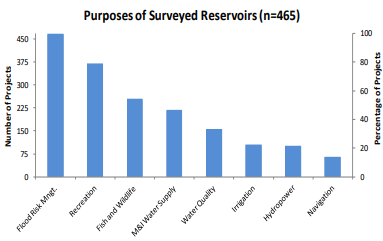 Purposes of Surveyed Reservoirs (n=465)
Number of Projects
450
375
300
225
150
75
0
100
80
60
40
20
0
Percentage of Projects
Flood Risk Mngt.
Recreation
Fish and Wildlife
M&I Water Supply
Water Quality
Irrigation
Hydropower
Navigation